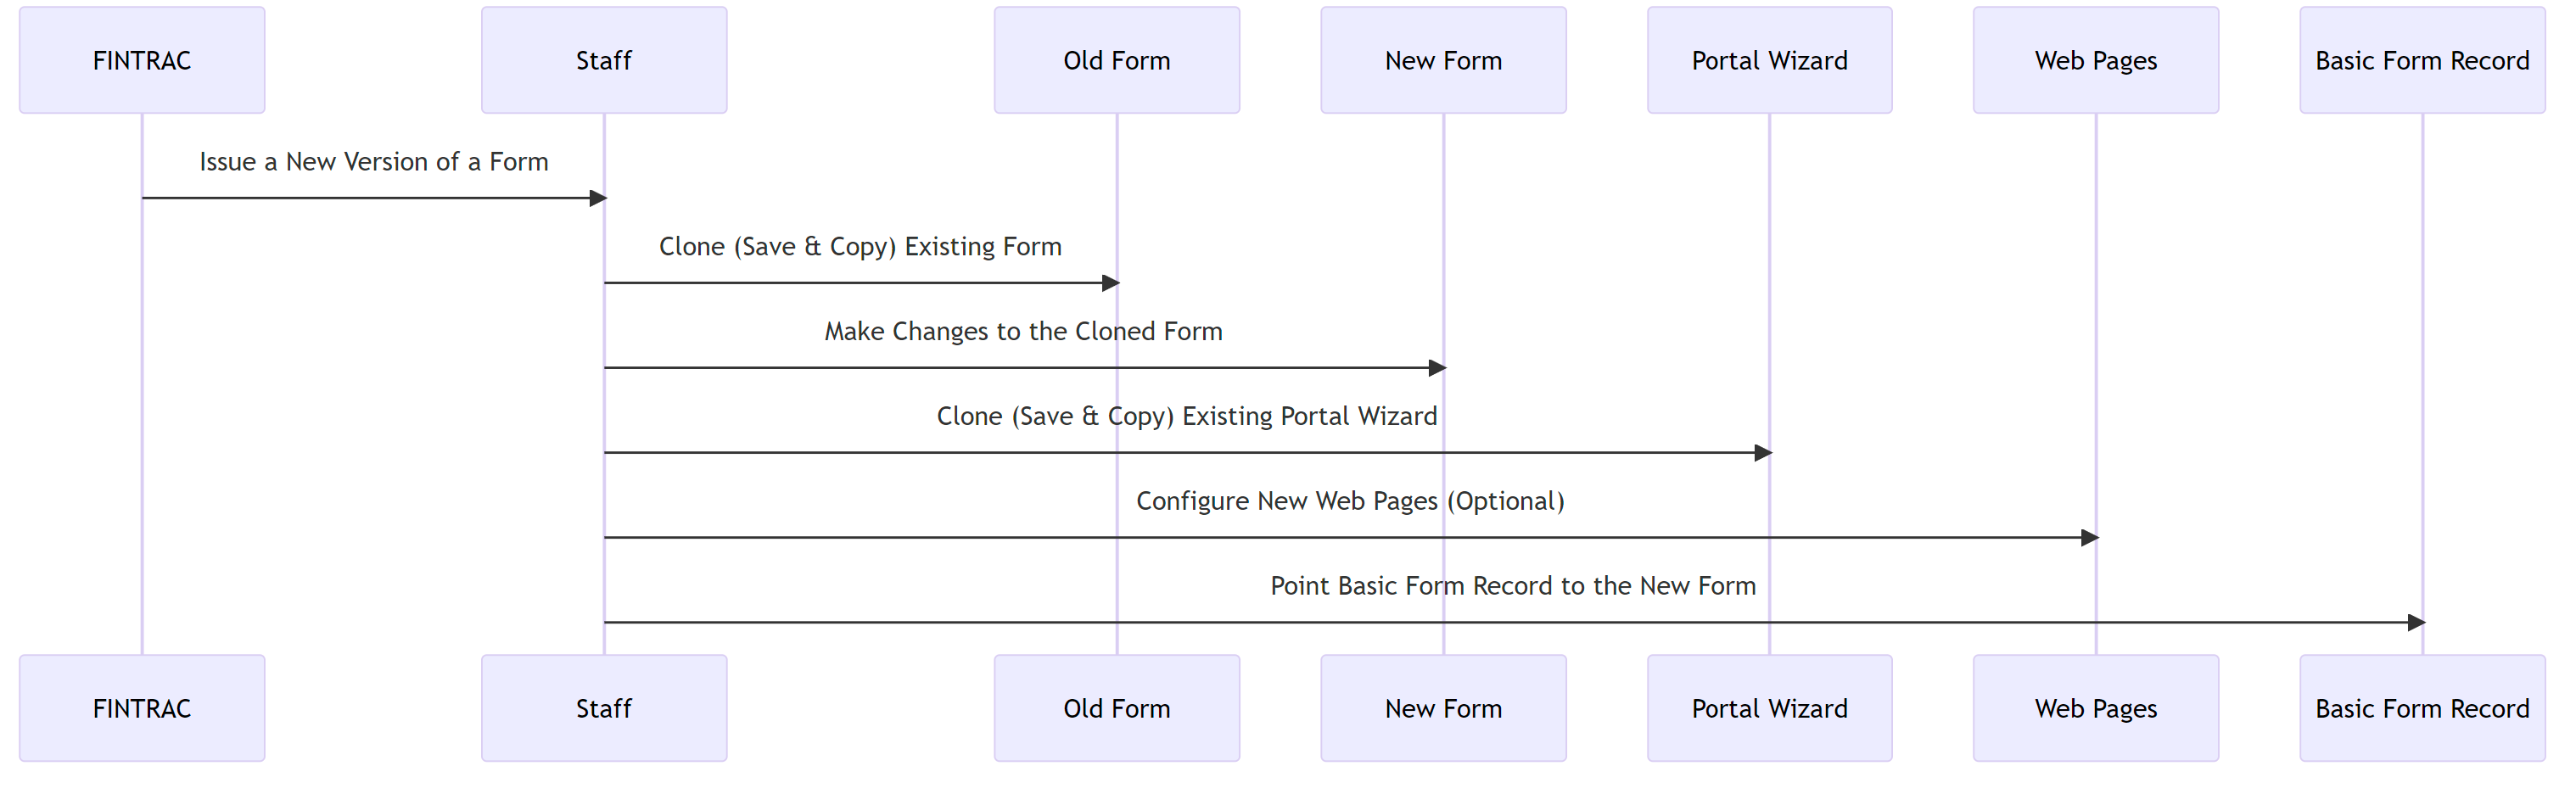 FINTRAC
Staff
Old Form
New Form
Portal Wizard
Web Pages
Basic Form Record
Issue a New Version of a Form
Clone (Save & Copy) Existing Form
Make Changes to the Cloned Form
Clone (Save & Copy) Existing Portal Wizard
Configure New Web Pages (Optional)
Point Basic Form Record to the New Form
FINTRAC
Staff
Old Form
New Form
Portal Wizard
Web Pages
Basic Form Record